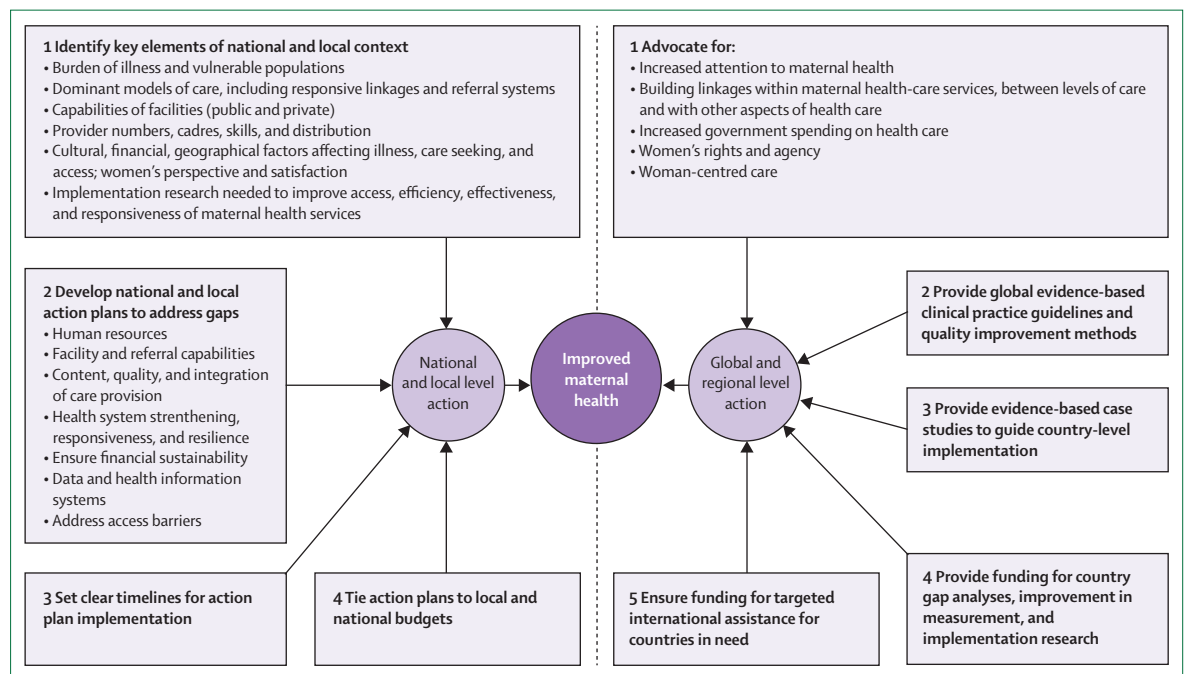 1 Identify key elements of national and local context
• Burden of illness and vulnerable populations
• Dominant models of care, including responsive linkages and referral systems
• Capabilities of facilities (public and private)
• Provider numbers, cadres, skills, and distribution
• Cultural, financial, geographical factors affecting illness, care seeking, and
access; women's perspective and satisfaction
• Implementation research needed to improve access, efficiency, effectiveness,
and responsiveness of maternal health services
1 Advocate for:
• Increased attention to maternal health
• Building linkages within maternal health-care services, between levels of care
and with other aspects of health care
• Increased government spending on health care
• Women's rights and agency
• Woman-centred care
2 Develop national and local
action plans to address gaps
• Human resources
• Facility and referral capabilities
• Content, quality, and integration
of care provision
• Health system strenthening,
responsiveness, and resilience
• Ensure financial sustainability
• Data and health information
systems
• Address access barriers
National
and local level
action
Improved
maternal
health
Global and
regional level
action
2 Provide global evidence-based
clinical practice guidelines and
quality improvement methods
3 Provide evidence-based case
studies to guide country-level
implementation
3 Set clear timelines for action
plan implementation
4 Tie action plans to local and
national budgets
5 Ensure funding for targeted
international assistance for
countries in need
4 Provide funding for country
gap analyses, improvement in
measurement, and
implementation research